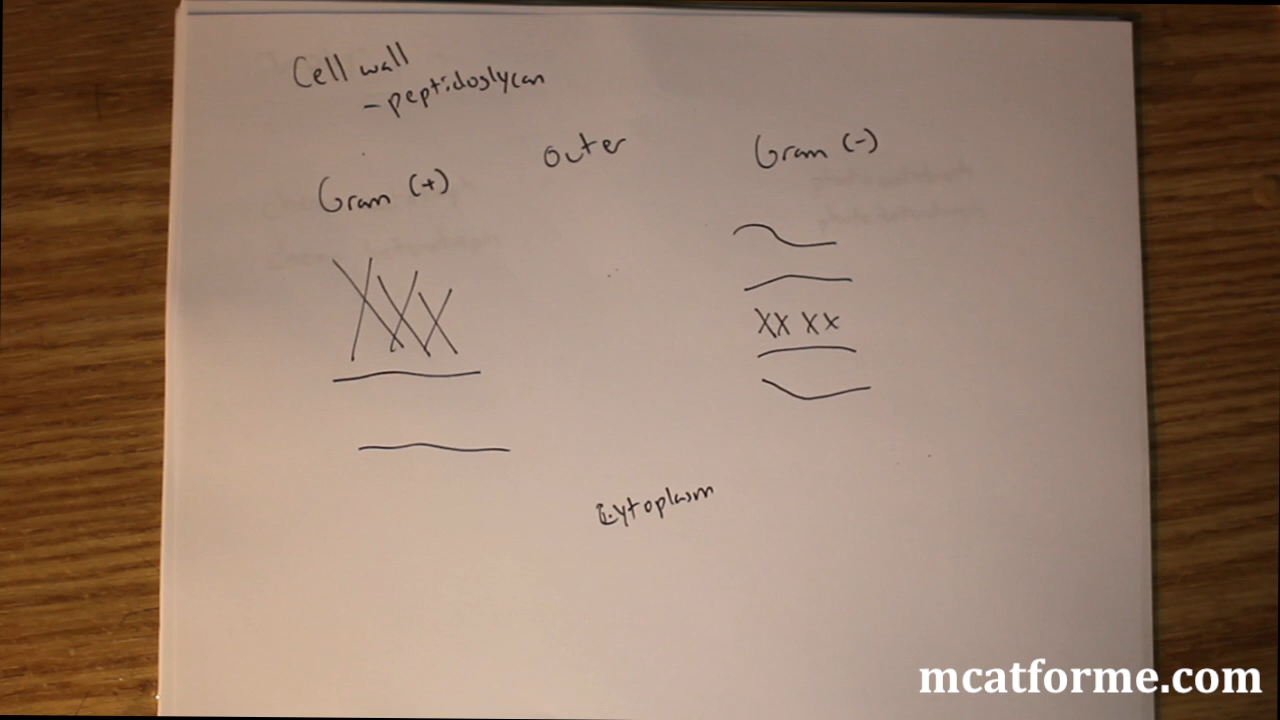 Cell wall
- peptidoglycan
Outer
Gram (+)
Gram (-)
XX XX
Cytoplasm
mcatforme.com